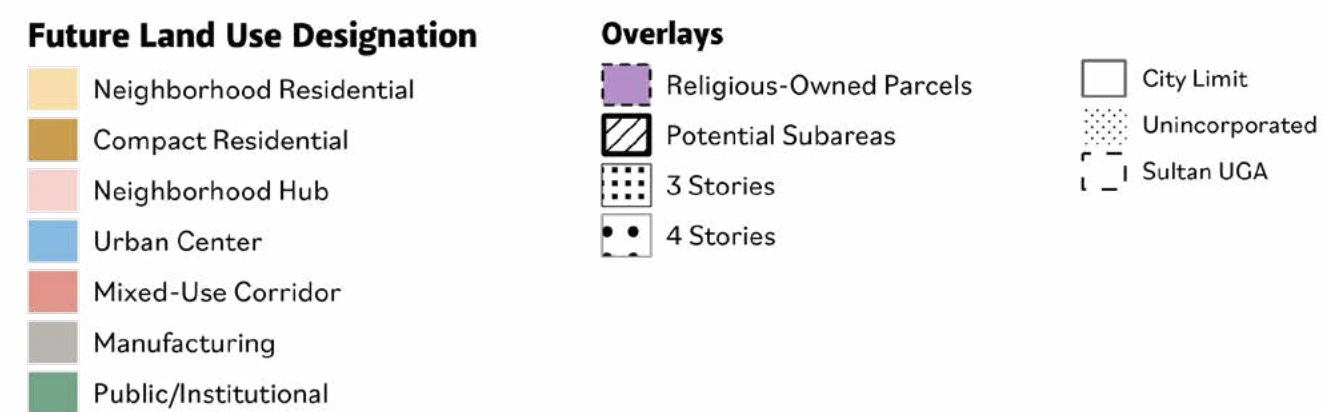 Future Land Use Designation
Neighborhood Residential
Compact Residential
Neighborhood Hub
Urban Center
Mixed-Use Corridor
Manufacturing
Public/Institutional
Overlays
Religious-Owned Parcels
Potential Subareas
3 Stories
4 Stories
City Limit
Unincorporated
Sultan UGA